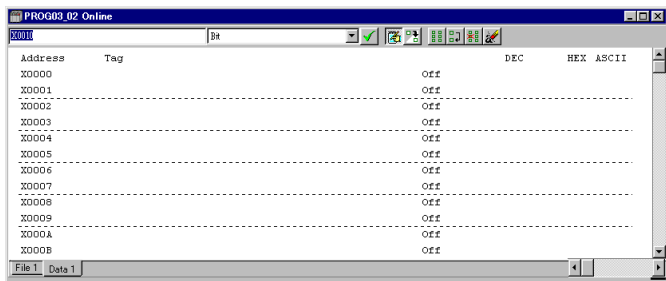 PROG03_02 Online
X0010 Bit
Address Tag DEC HEX ASCII
X0000 Off
X0001 Off
X0002 Off
X0003 Off
X0004 Off
X0005 Off
X0006 Off
X0007 Off
X0008 Off
X0009 Off
X000A Off
X000B Off
File 1 Data 1